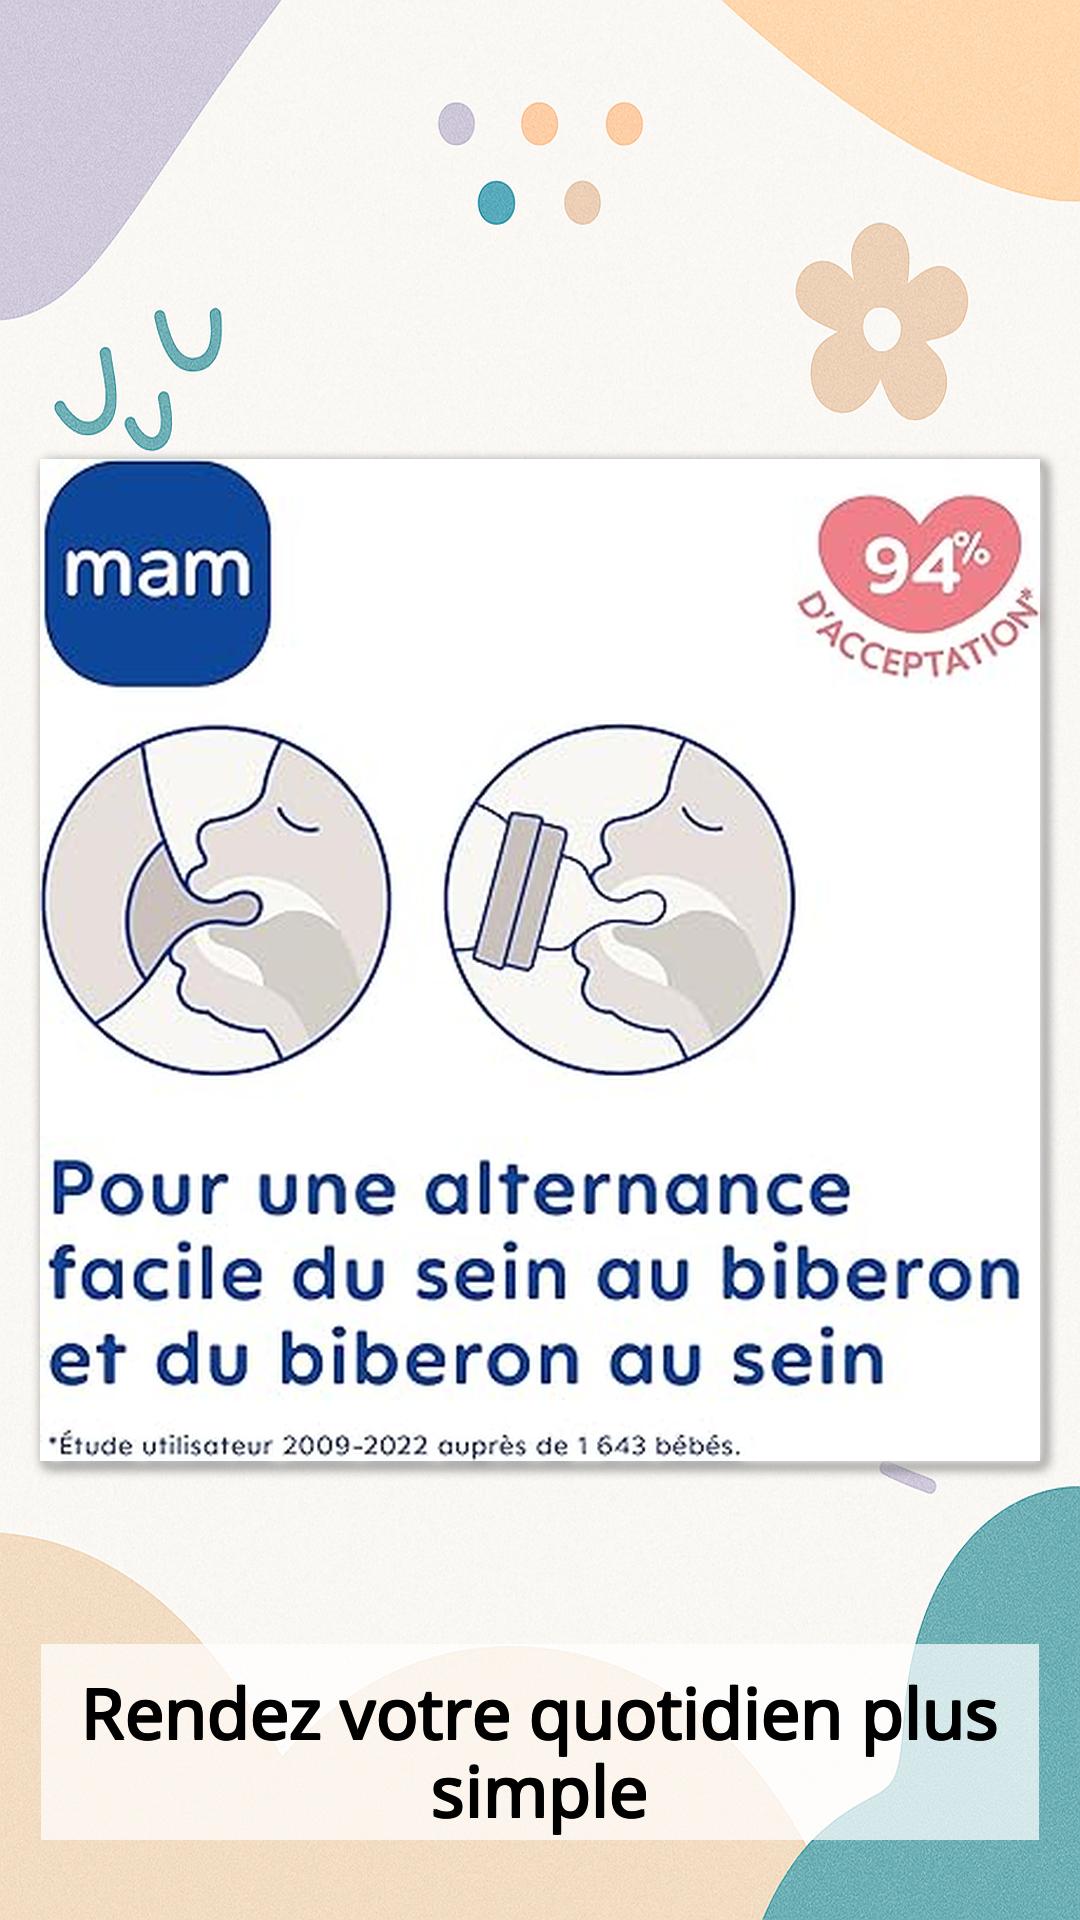 mam
94%
D'ACCEPTATION*
Pour une alternance
facile du sein au biberon
et du biberon au sein
*Étude utilisateur 2009-2022 auprès de 1 643 bébés.
Rendez votre quotidien plus
simple